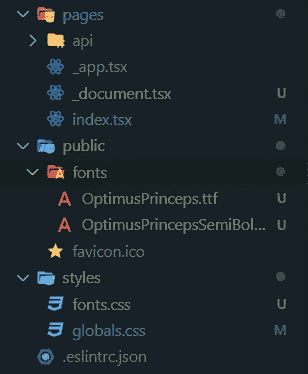 pages
api
_app.tsx
_document.tsx U
index.tsx M
public
fonts
OptimusPrinceps.ttf U
OptimusPrincepsSemiBol... U
favicon.ico
styles
fonts.css U
globals.css M
.eslintrc.json